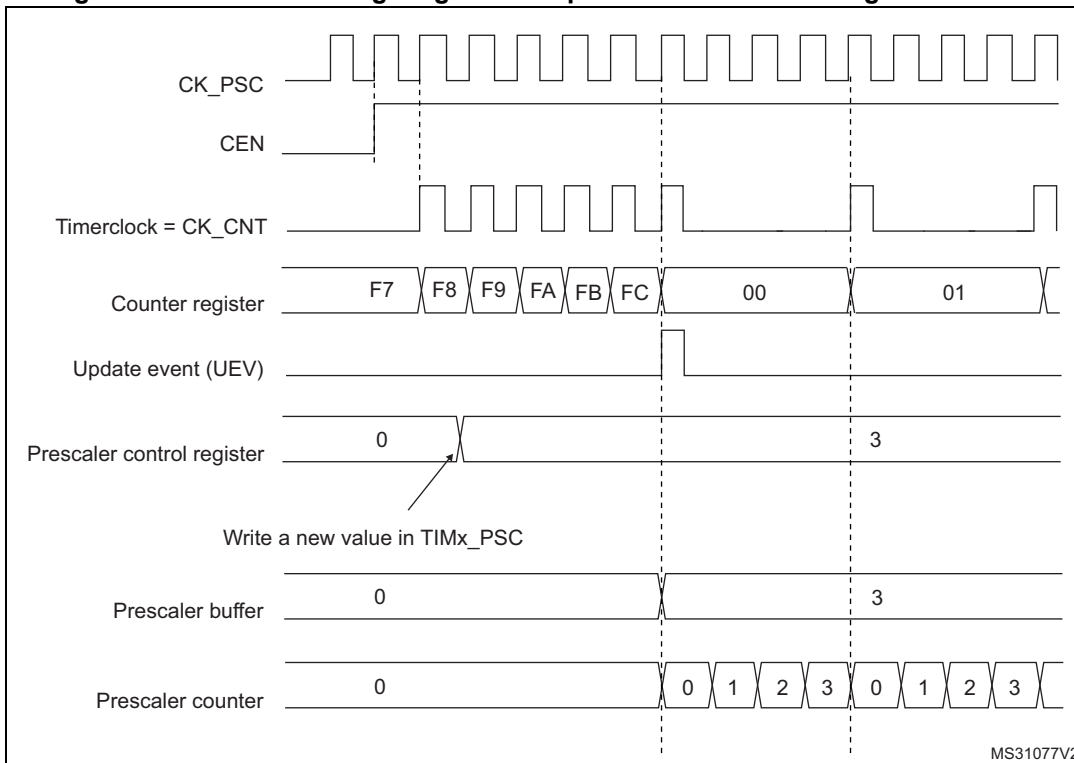 CK_PSC
CEN
Timerclock = CK_CNT
Counter register F7 F8 F9 FA FB FC 00 01
Update event (UEV)
Prescaler control register 0 3
Write a new value in TIMx_PSC
Prescaler buffer 0 3
Prescaler counter 0 0 1 2 3 0 1 2 3
MS31077V2